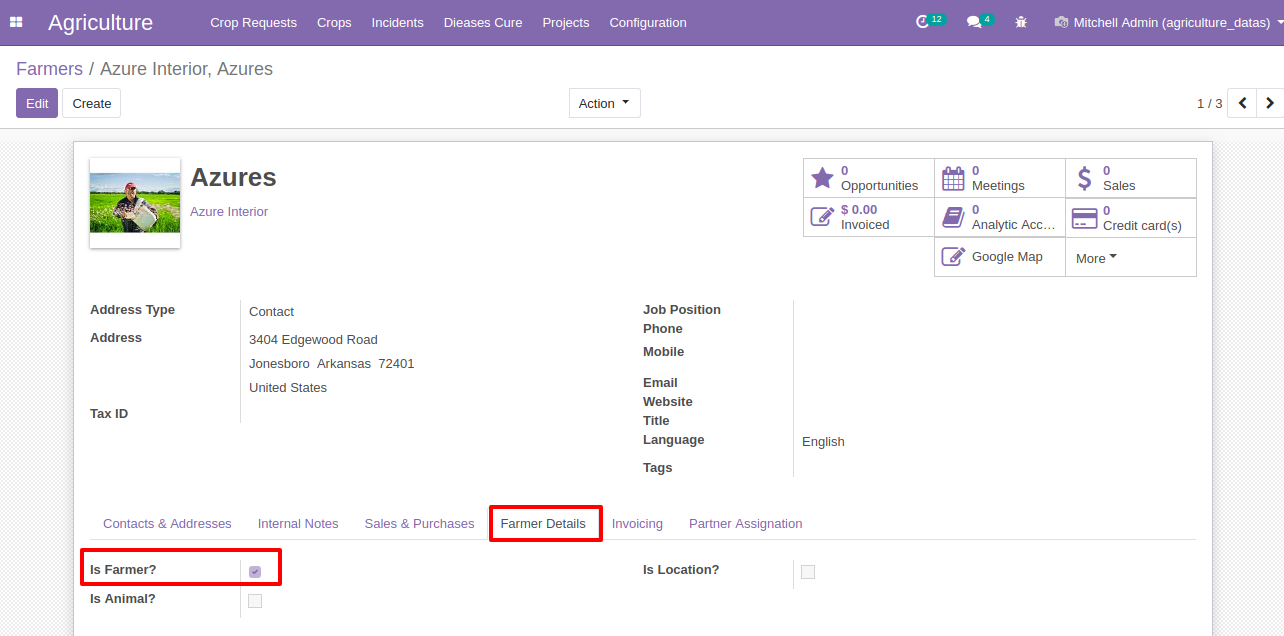 Agriculture Crop Requests Crops Incidents Dieases Cure Projects Configuration 12 4 Mitchell Admin (agriculture_datas)
Farmers / Azure Interior, Azures
Edit Create Action 1 / 3
Azures
Azure Interior
0 Opportunities
0 Meetings
$ 0 Sales
$ 0.00 Invoiced
0 Analytic Acc...
0 Credit card(s)
Google Map
More
Address Type Contact
Address 3404 Edgewood Road
Jonesboro Arkansas 72401
United States
Tax ID
Job Position
Phone
Mobile
Email
Website
Title
Language English
Tags
Contacts & Addresses Internal Notes Sales & Purchases Farmer Details Invoicing Partner Assignation
Is Farmer? Is Location?
Is Animal?